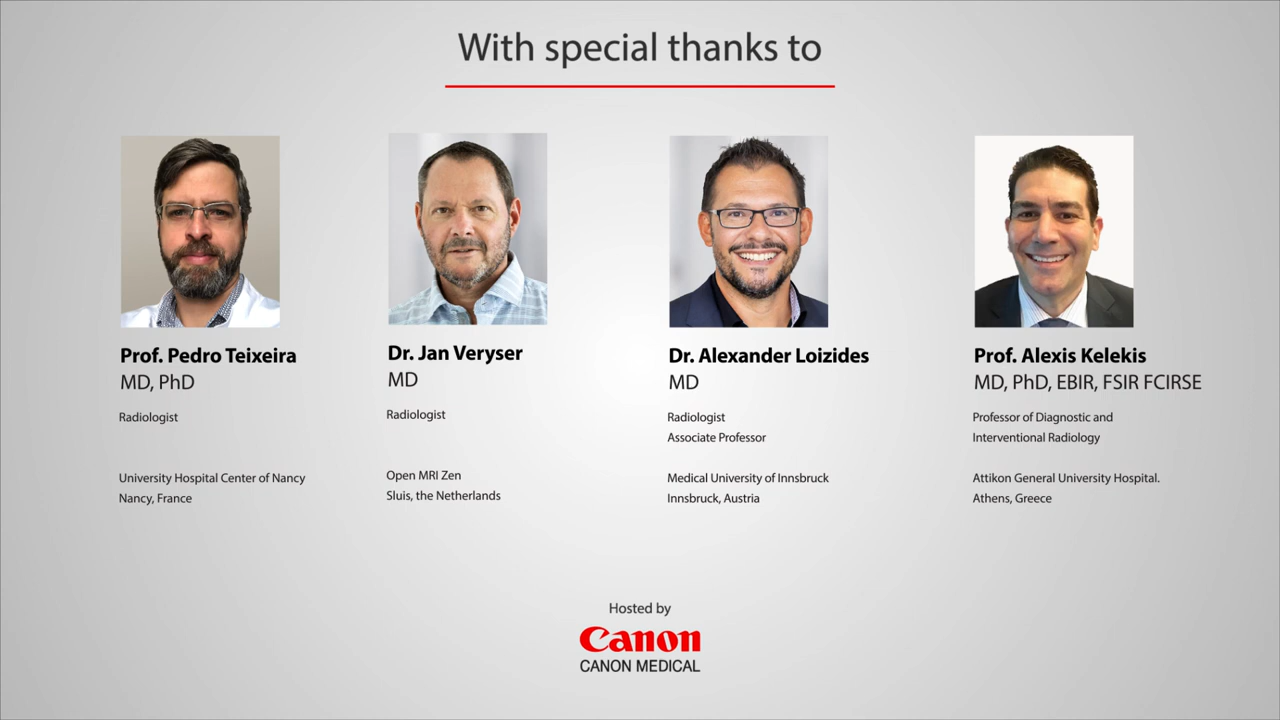 With special thanks to
Prof. Pedro Teixeira
MD, PhD
Radiologist
University Hospital Center of Nancy
Nancy, France
Dr. Jan Veryser
MD
Radiologist
Open MRI Zen
Sluis, the Netherlands
Dr. Alexander Loizides
MD
Radiologist
Associate Professor
Medical University of Innsbruck
Innsbruck, Austria
Prof. Alexis Kelekis
MD, PhD, EBIR, FSIR FCIRSE
Professor of Diagnostic and
Interventional Radiology
Attikon General University Hospital.
Athens, Greece
Hosted by
Canon
CANON MEDICAL